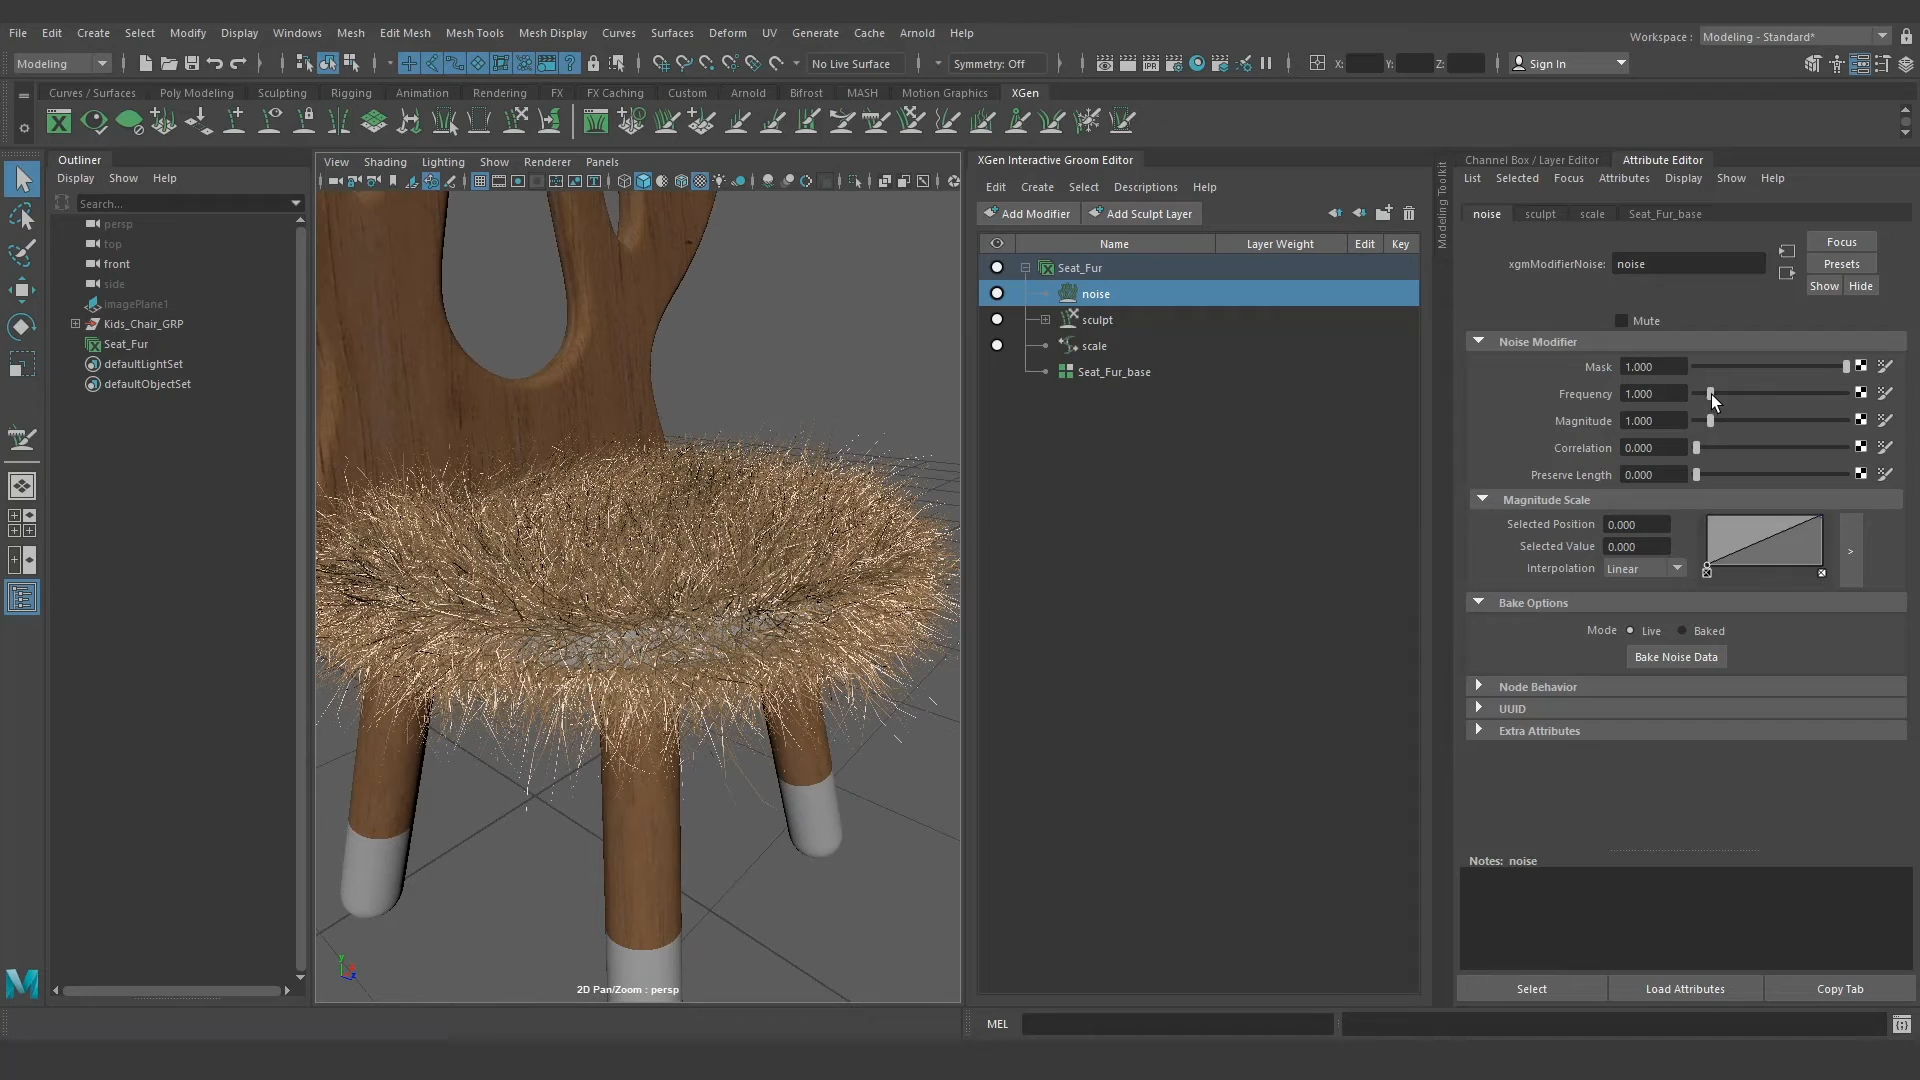 File Edit Create Select Modify Display Windows Mesh Edit Mesh Mesh Tools Mesh Display Curves Surfaces Deform UV Generate Cache Arnold Help
Workspace : Modeling - Standard*
Modeling No Live Surface Symmetry: Off X: Y: Z: Sign In
Curves / Surfaces Poly Modeling Sculpting Rigging Animation Rendering FX FX Caching Custom Arnold Bifrost MASH Motion Graphics XGen
Outliner
Display Show Help
Search...
persp
top
front
side
imagePlane1
Kids_Chair_GRP
Seat_Fur
defaultLightSet
defaultObjectSet
View Shading Lighting Show Renderer Panels
2D Pan/Zoom : persp
XGen Interactive Groom Editor
Edit Create Select Descriptions Help
Add Modifier Add Sculpt Layer
Name Layer Weight Edit Key
Seat_Fur
noise
sculpt
scale
Seat_Fur_base
Modeling Toolkit
Channel Box / Layer Editor Attribute Editor
List Selected Focus Attributes Display Show Help
noise sculpt scale Seat_Fur_base
Focus
xgmModifierNoise: noise Presets
Show Hide
Mute
Noise Modifier
Mask 1.000
Frequency 1.000
Magnitude 1.000
Correlation 0.000
Preserve Length 0.000
Magnitude Scale
Selected Position 0.000
Selected Value 0.000
Interpolation Linear
>
Bake Options
Mode Live Baked
Bake Noise Data
Node Behavior
UUID
Extra Attributes
Notes: noise
Select Load Attributes Copy Tab
MEL